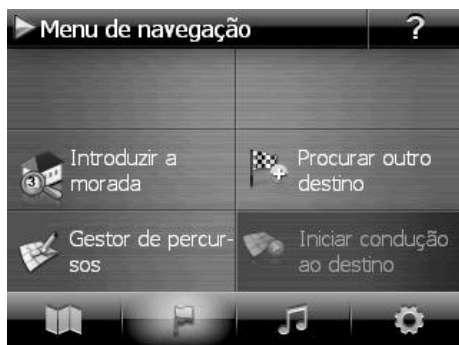 Menu de navegação ?
Introduzir a
morada
Procurar outro
destino
Gestor de percur-
sos
Iniciar condução
ao destino